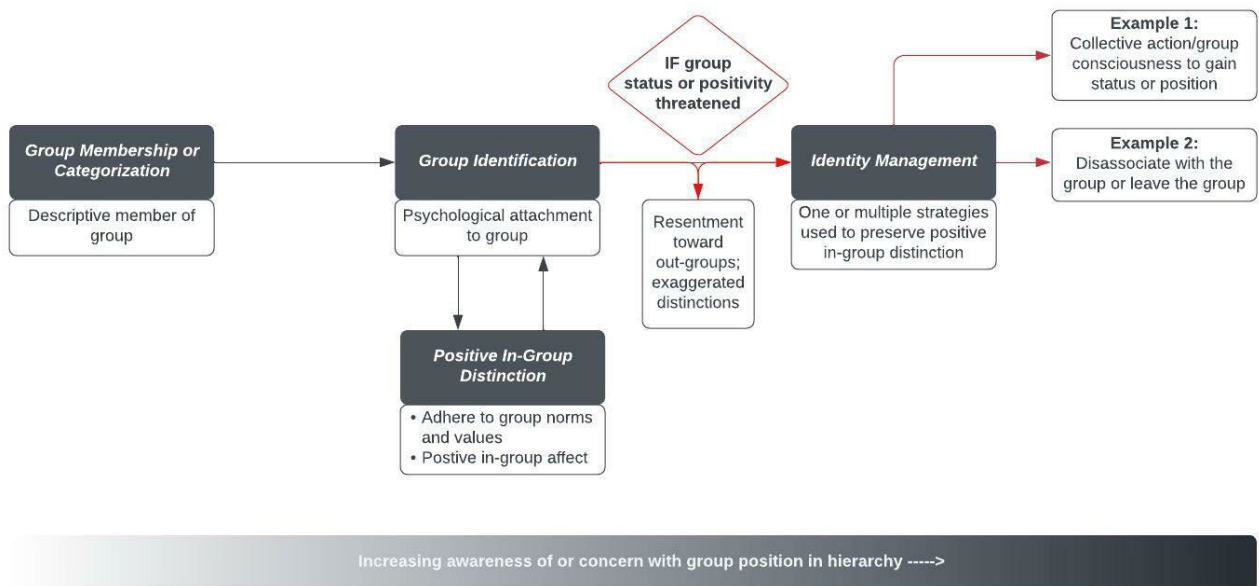 Group Membership or
Categorization
Descriptive member of
group
Group Identification
Psychological attachment
to group
Positive In-Group
Distinction
• Adhere to group norms
and values
• Postive in-group affect
IF group
status or positivity
threatened
Resentment
toward
out-groups;
exaggerated
distinctions
Identity Management
One or multiple strategies
used to preserve positive
in-group distinction
Example 1:
Collective action/group
consciousness to gain
status or position
Example 2:
Disassociate with the
group or leave the group
Increasing awareness of or concern with group position in hierarchy ----->